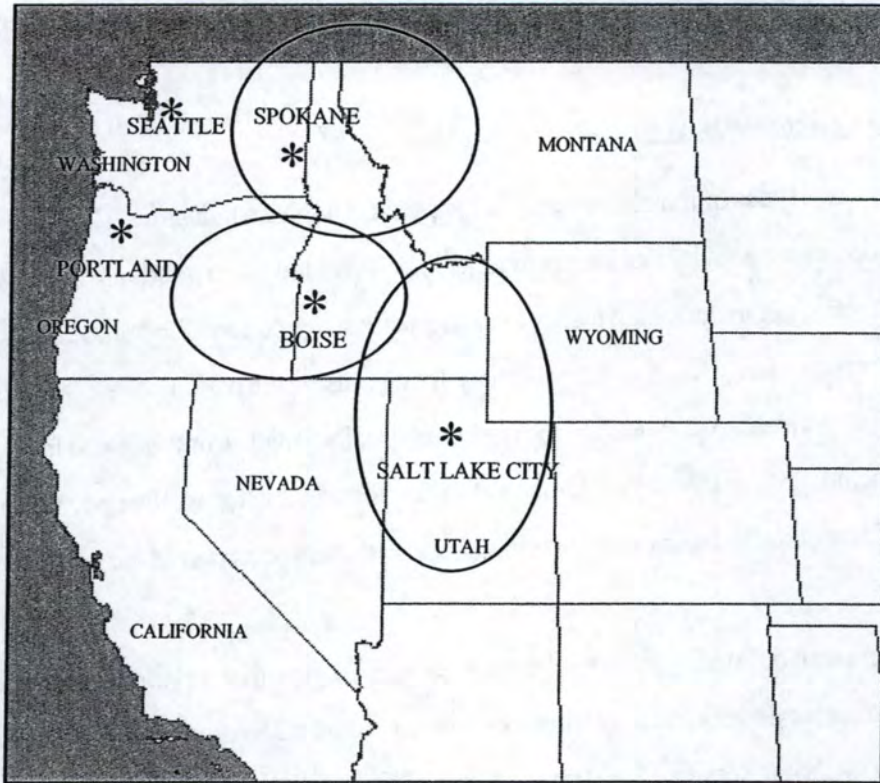 SEATTLE
SPOKANE
WASHINGTON
MONTANA
PORTLAND
OREGON
BOISE
WYOMING
NEVADA
SALT LAKE CITY
UTAH
CALIFORNIA